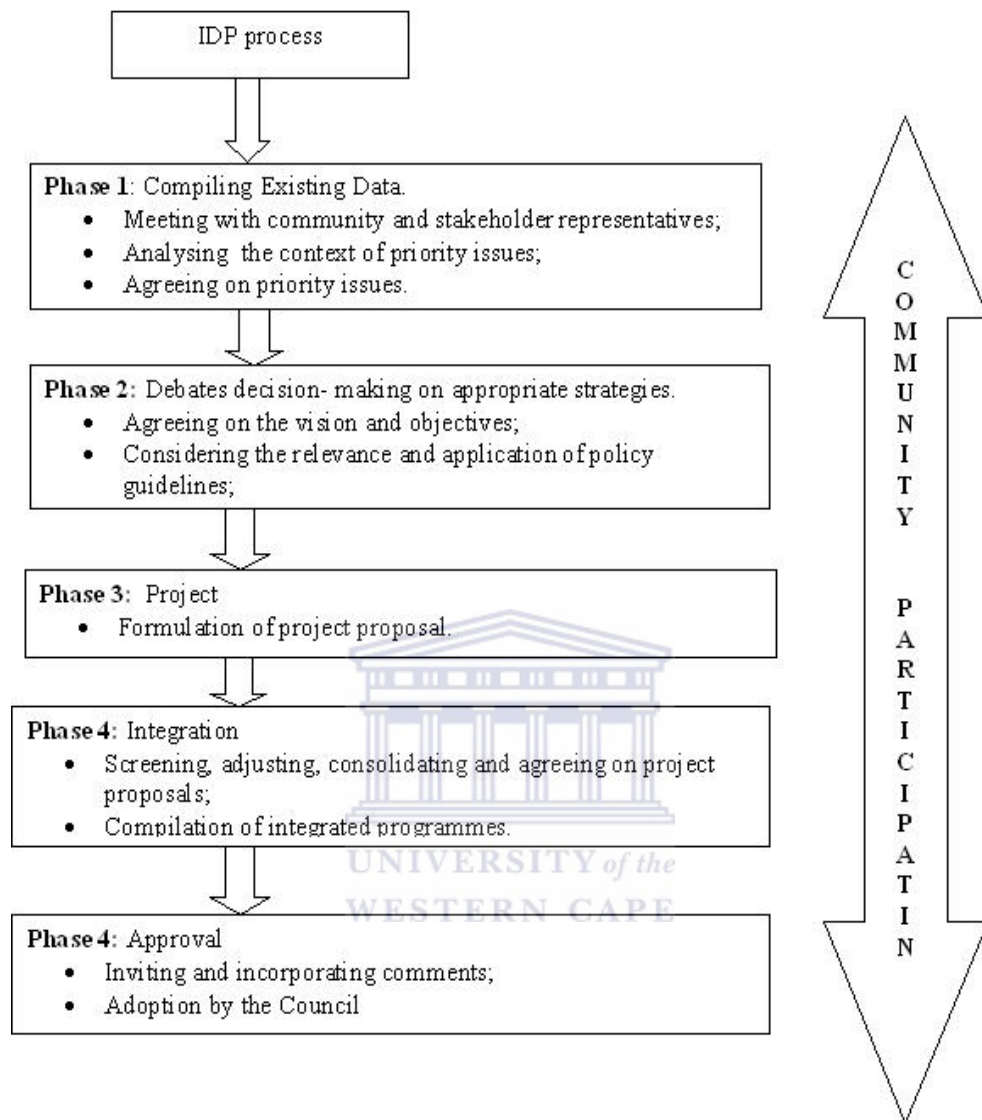 IDP process
Phase 1: Compiling Existing Data.
• Meeting with community and stakeholder representatives;
• Analysing the context of priority issues;
• Agreeing on priority issues.
Phase 2: Debates decision- making on appropriate strategies.
• Agreeing on the vision and objectives;
• Considering the relevance and application of policy
guidelines;
Phase 3: Project
• Formulation of project proposal.
Phase 4: Integration
• Screening, adjusting, consolidating and agreeing on project
proposals;
• Compilation of integrated programmes.
UNIVERSITY of the
WESTERN CAPE
Phase 4: Approval
• Inviting and incorporating comments;
• Adoption by the Council
COMMUNITY
PARTICIPATIN